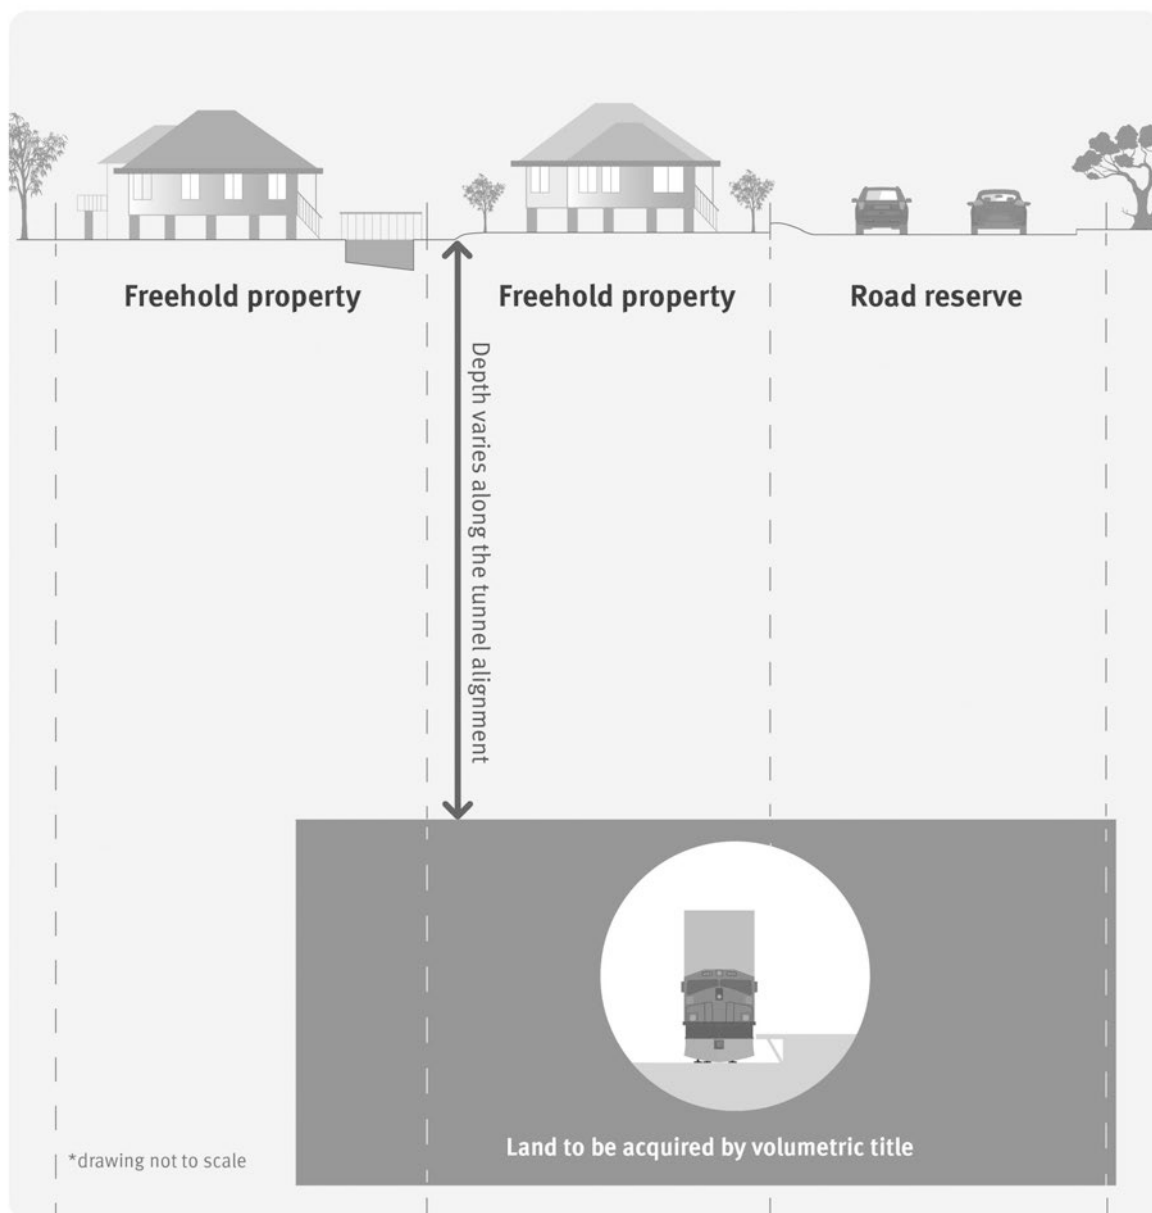 Freehold property
Freehold property
Road reserve
Depth varies along the tunnel alignment
Land to be acquired by volumetric title
*drawing not to scale